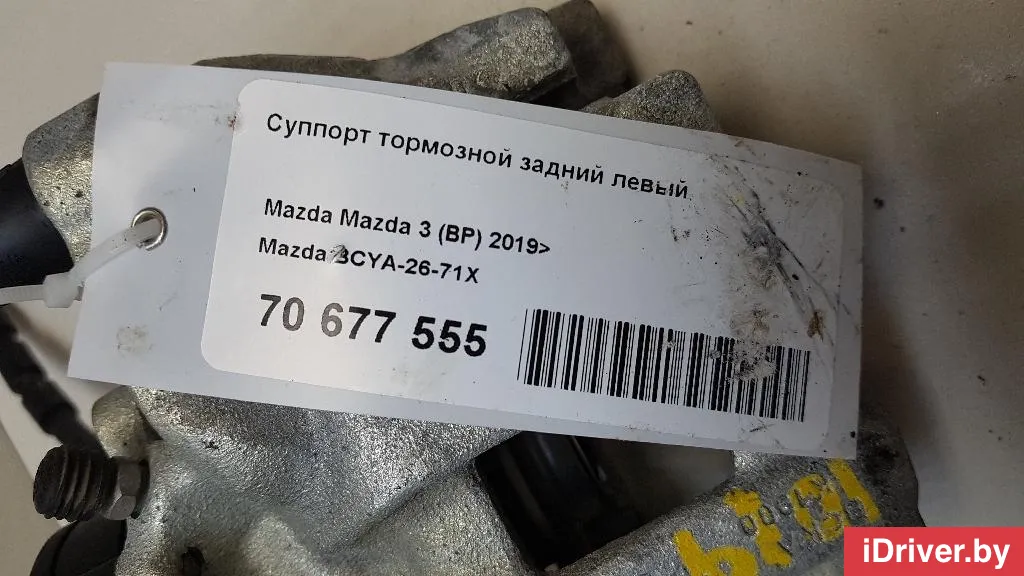 Суппорт тормозной задний левый
Mazda Mazda 3 (BP) 2019>
Mazda BCYA-26-71X
70 677 555
iDriver.by